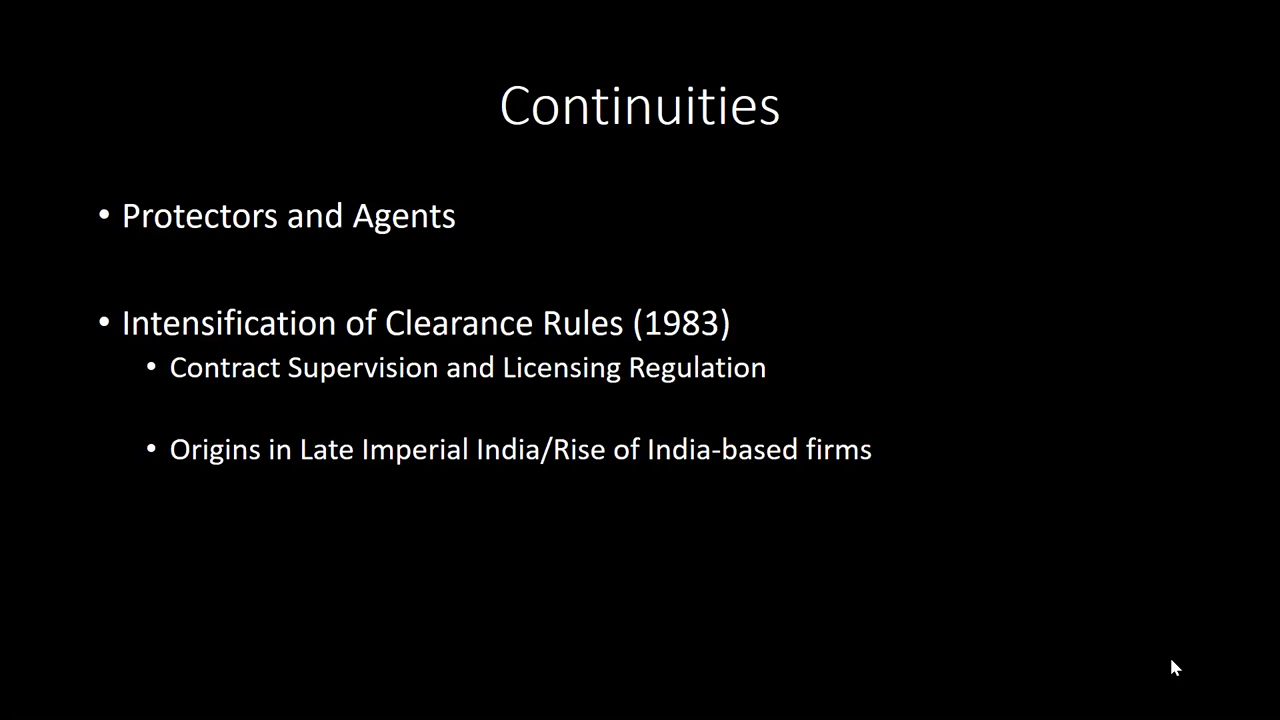 Continuities
• Protectors and Agents
• Intensification of Clearance Rules (1983)
• Contract Supervision and Licensing Regulation
• Origins in Late Imperial India/Rise of India-based firms